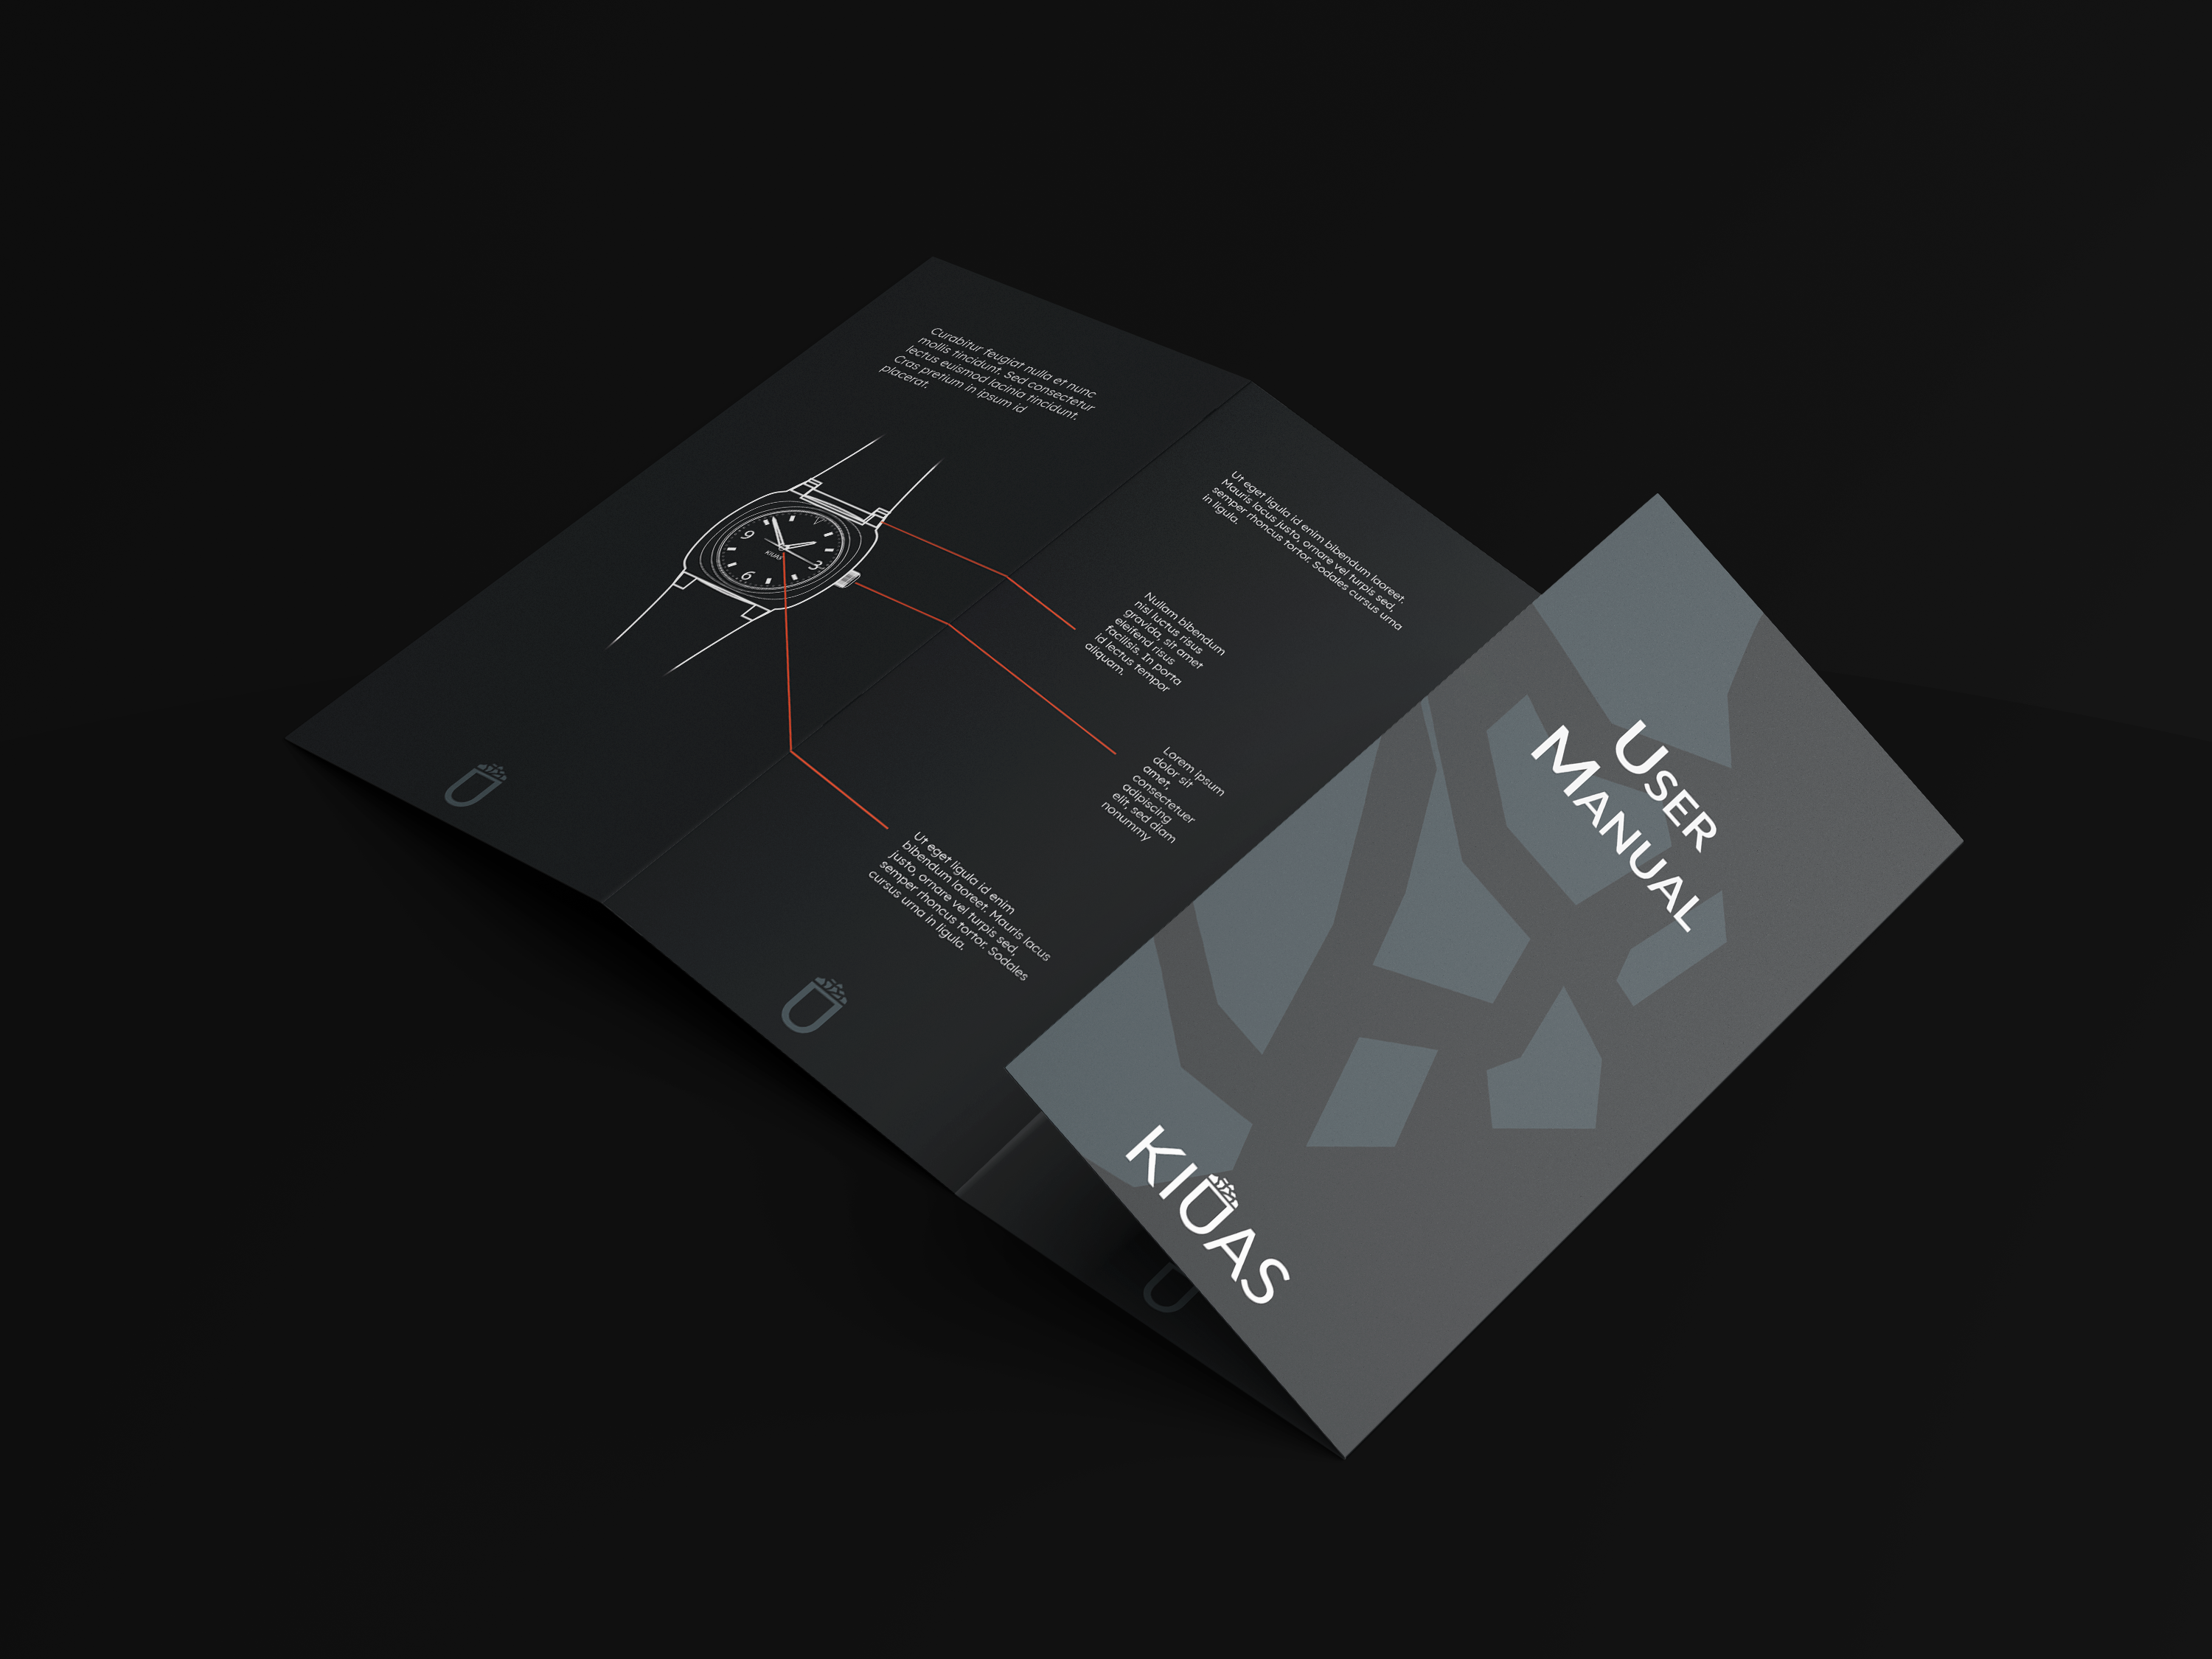 Curabitur feugiat nulla et nunc
mollis tincidunt. Sed consectetur
lectus euismod lacinia tincidunt.
Cras pretium in ipsum id
placerat.
9
3
6
KIUAS
Ut eget ligula id enim bibendum laoreet.
Mauris lacus justo, ornare vel turpis sed,
semper rhoncus tortor. Sodales cursus urna
in ligula.
Nullam bibendum
nisl luctus risus
gravida, sit amet
eleifend risus
facilisis. In porta
id lectus tempor
aliquam.
Lorem ipsum
dolor sit
amet,
consectetuer
adipiscing
elit, sed diam
nonummy
Ut eget ligula id enim
bibendum laoreet. Mauris lacus
justo, ornare vel turpis sed,
semper rhoncus tortor. Sodales
cursus urna in ligula.
USER
MANUAL
KIUAS